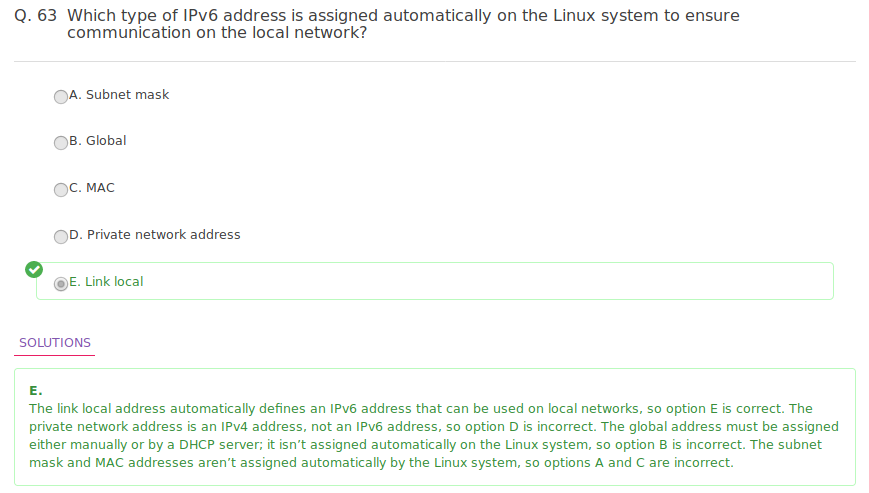 Q. 63 Which type of IPv6 address is assigned automatically on the Linux system to ensure
communication on the local network?
A. Subnet mask
B. Global
C. MAC
D. Private network address
E. Link local
SOLUTIONS
E.
The link local address automatically defines an IPv6 address that can be used on local networks, so option E is correct. The
private network address is an IPv4 address, not an IPv6 address, so option D is incorrect. The global address must be assigned
either manually or by a DHCP server; it isn’t assigned automatically on the Linux system, so option B is incorrect. The subnet
mask and MAC addresses aren’t assigned automatically by the Linux system, so options A and C are incorrect.